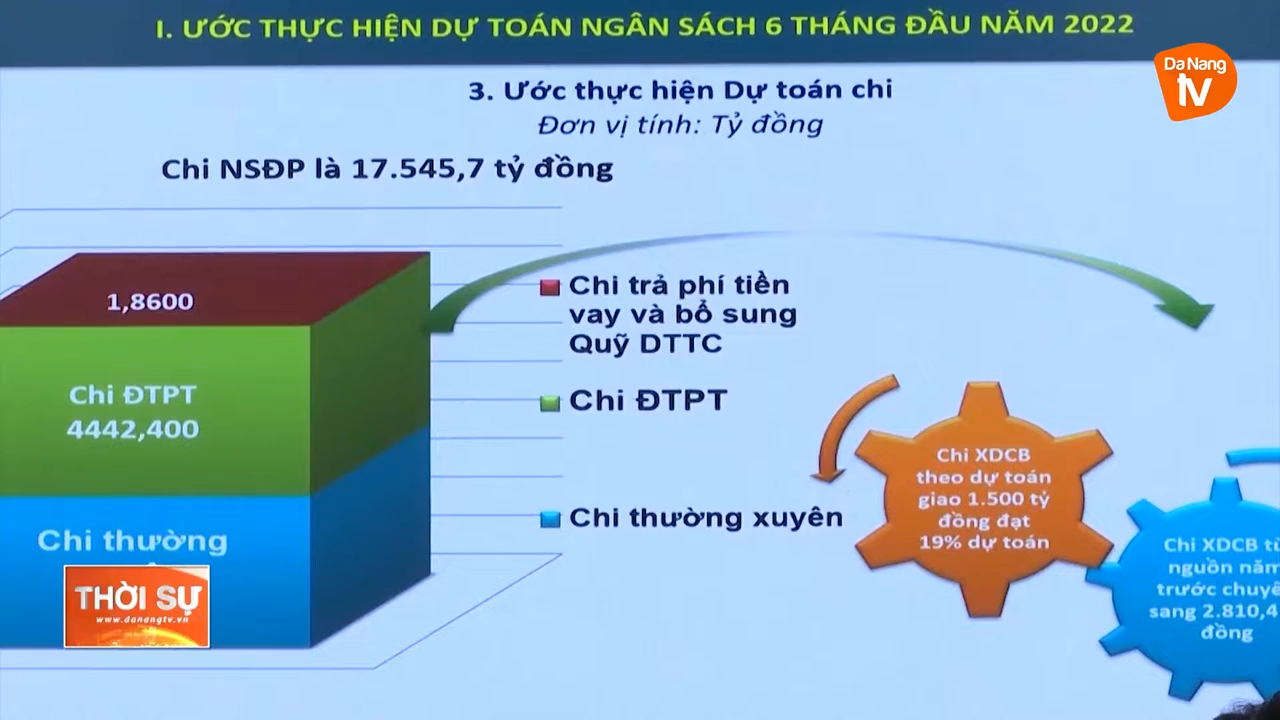 I. ƯỚC THỰC HIỆN DỰ TOÁN NGÂN SÁCH 6 THÁNG ĐẦU NĂM 2022
Da Nang
tv
3. Ước thực hiện Dự toán chi
Đơn vị tính: Tỷ đồng
Chi NSĐP là 17.545,7 tỷ đồng
1,8600
Chi ĐTPT
4442,400
Chi thường
Chi trả phí tiền
vay và bổ sung
Quỹ DTTC
Chi ĐTPT
Chi thường xuyên
Chi XDCB
theo dự toán
giao 1.500 tỷ
đồng đạt
19% dự toán
Chi XDCB
nguồn năm
trước
sang 2.810,4
đồng
THỜI SỰ
www.danangtv.vn